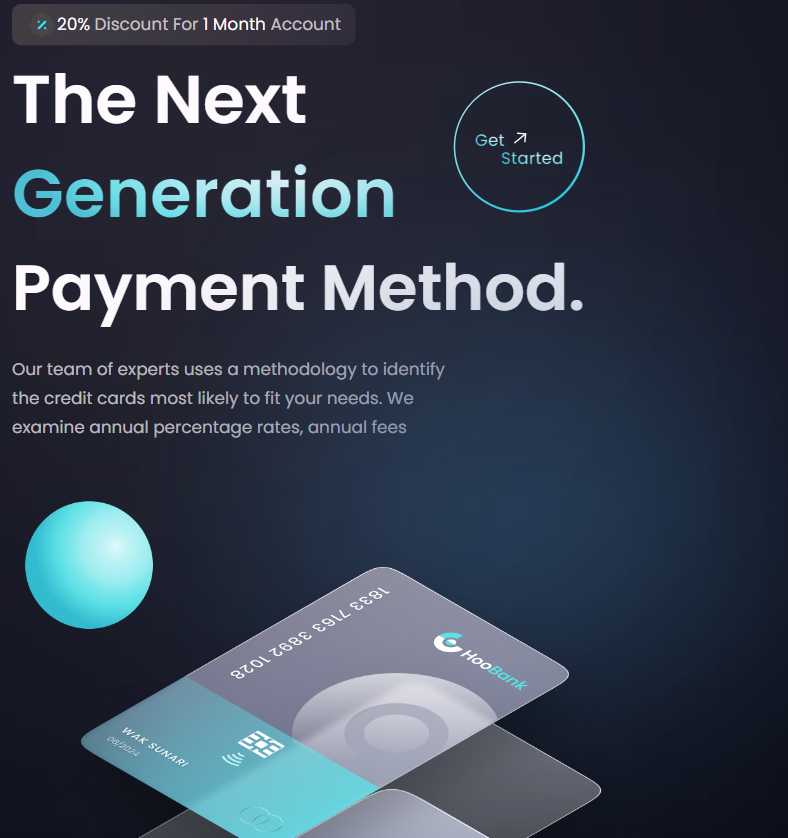 20% Discount For 1 Month Account
The Next
Generation
Payment Method.
Get
Started
Our team of experts uses a methodology to identify
the credit cards most likely to fit your needs. We
examine annual percentage rates, annual fees
1833 7163 3892 1028
HooBank
WAK SUNARI
08/2024